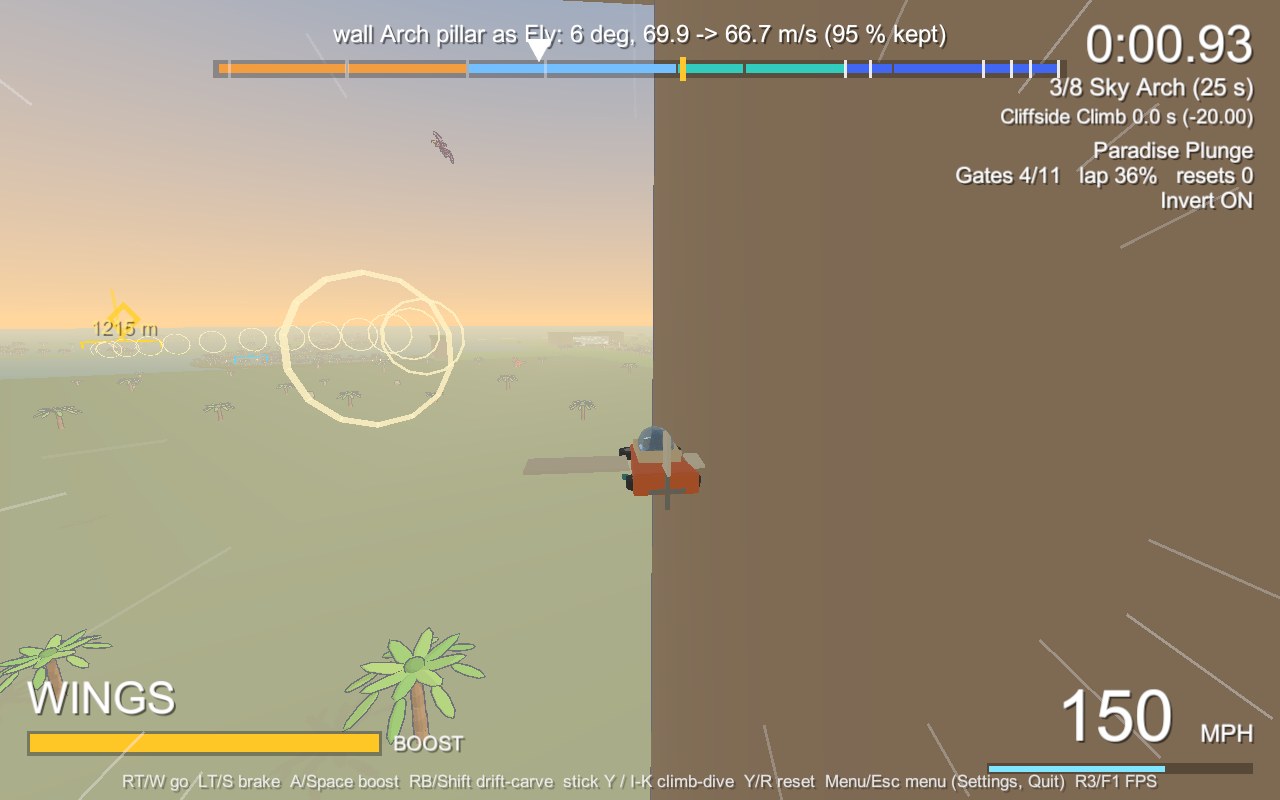 wall Arch pillar as Fly: 6 deg, 69.9 -> 66.7 m/s (95 % kept)
0:00.93
3/8 Sky Arch (25 s)
Cliffside Climb 0.0 s (-20.00)
Paradise Plunge
Gates 4/11 lap 36% resets 0
Invert ON
1215 m
WINGS
BOOST
150 MPH
RT/W go LT/S brake A/Space boost RB/Shift drift-carve stick Y / I-K climb-dive Y/R reset Menu/Esc menu (Settings, Quit) R3/F1 FPS